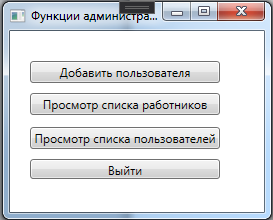 Функции администра...
Добавить пользователя
Просмотр списка работников
Просмотр списка пользователей
Выйти